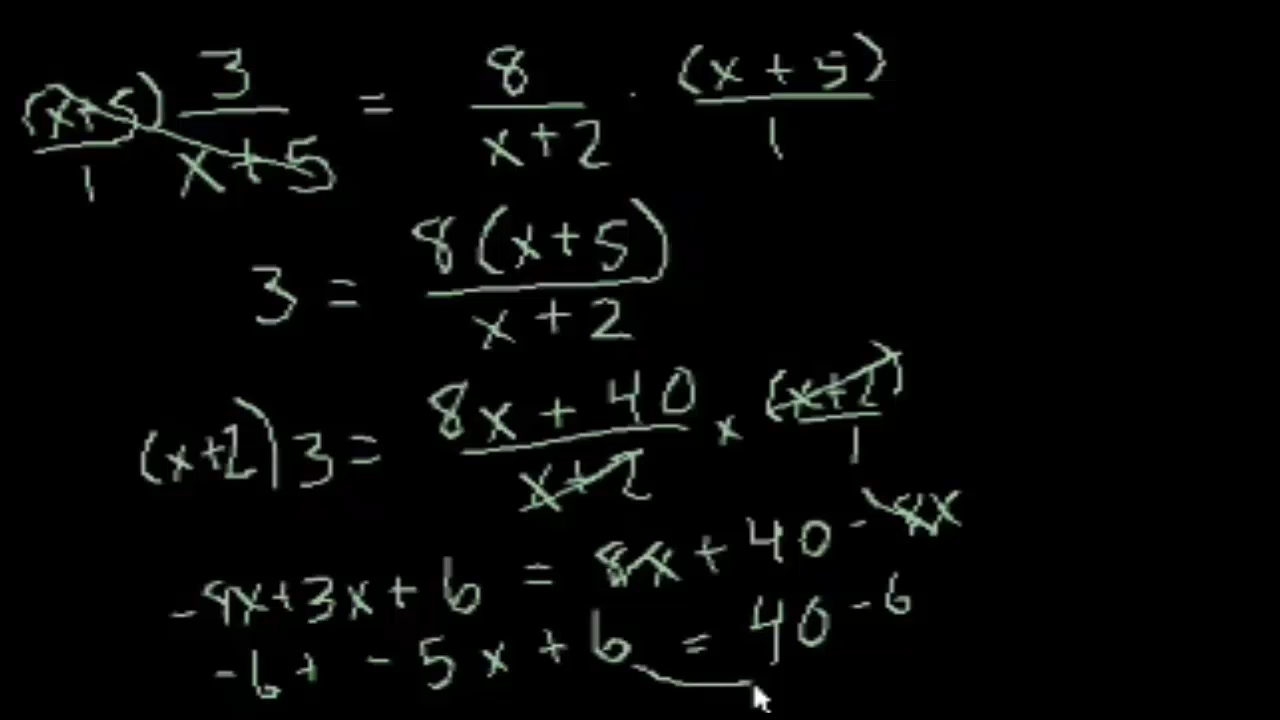 (x+5)/1 3/(x+5) = 8/(x+2) · (x+5)/1
3 = 8(x+5)/(x+2)
(x+2)3 = (8x+40)/(x+2) x (x+2)/1
-8x+3x+6 = 8x+40-8x
-6+ -5x+6 = 40-6